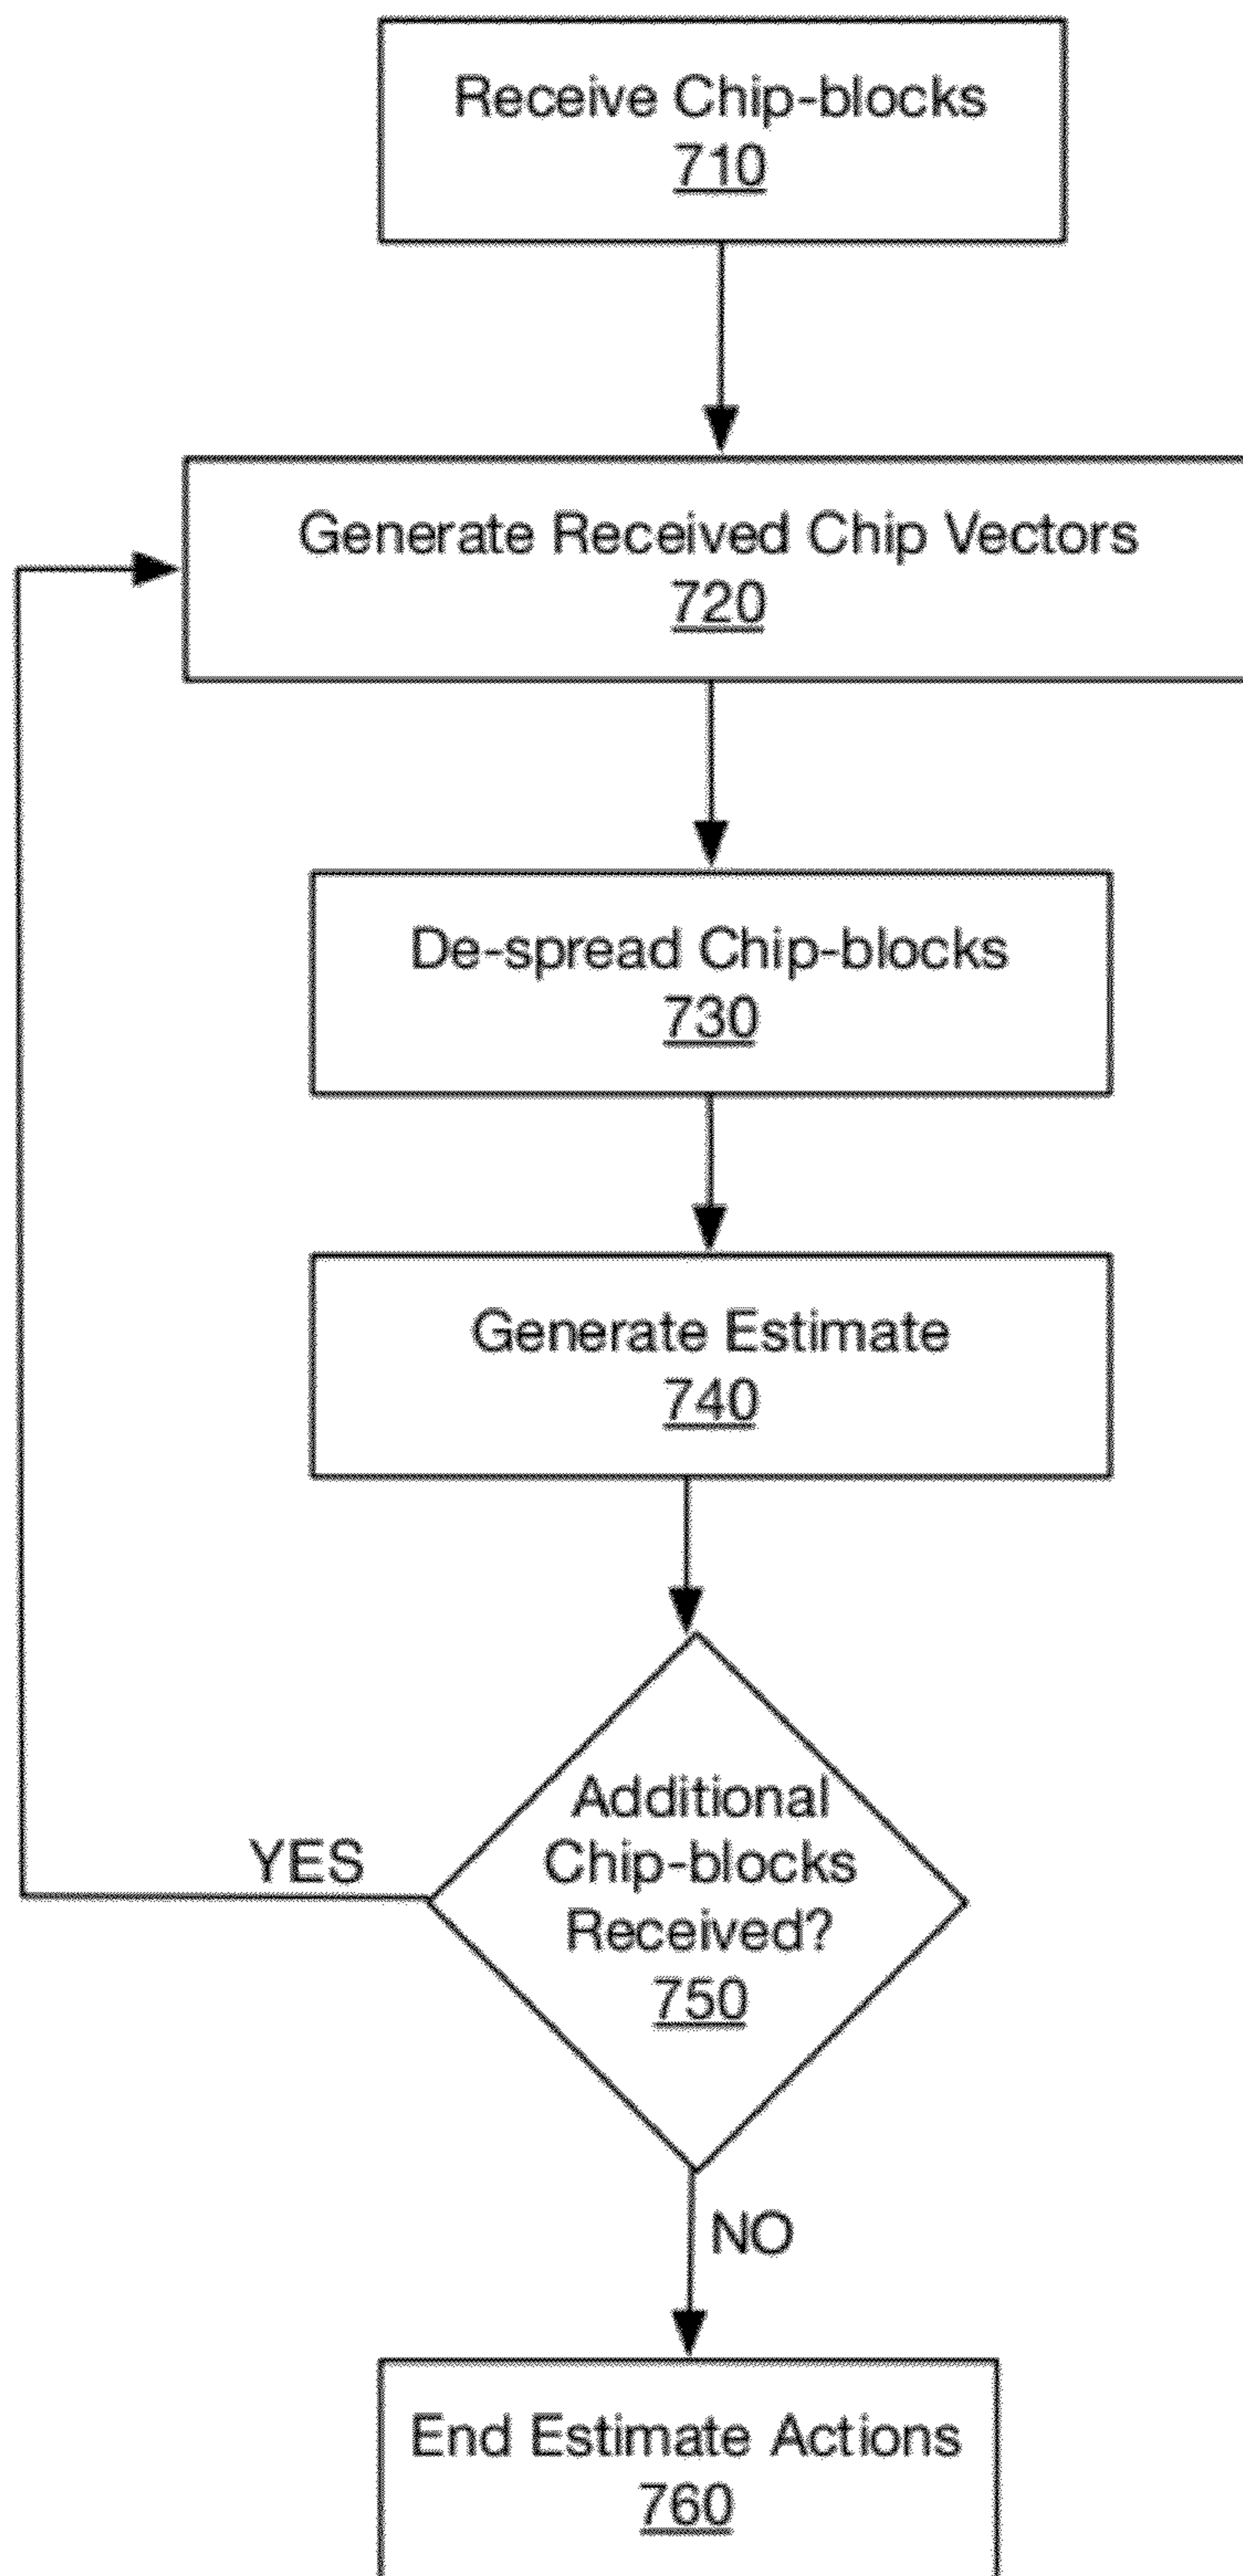 Receive Chip-blocks
710
Generate Received Chip Vectors
720
De-spread Chip-blocks
730
Generate Estimate
740
Additional
Chip-blocks
Received?
750
YES
NO
End Estimate Actions
760